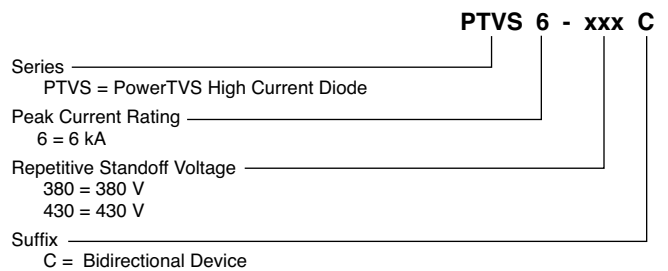 PTVS 6 - xxx C
Series
PTVS = PowerTVS High Current Diode
Peak Current Rating
6 = 6 kA
Repetitive Standoff Voltage
380 = 380 V
430 = 430 V
Suffix
C = Bidirectional Device